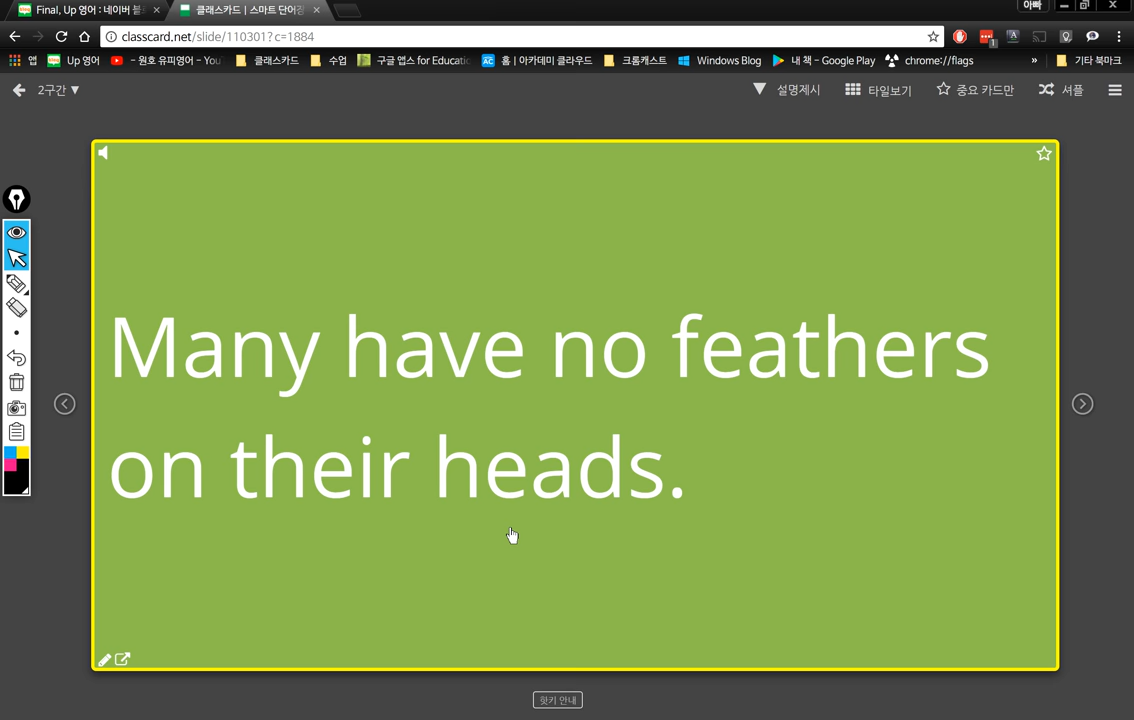 Final, Up 영어 : 네이버 블
클래스카드 | 스마트 단어장
아빠
classcard.net/slide/110301?c=1884
1
앱
Up 영어
- 원호 유피영어 - You
클래스카드
수업
구글 앱스 for Educatio
홈 | 아카데미 클라우드
크롬캐스트
Windows Blog
내 책 - Google Play
chrome://flags
»
기타 북마크
2구간 ▼
설명제시
타일보기
중요 카드만
셔플
Many have no feathers
on their heads.
핫키 안내